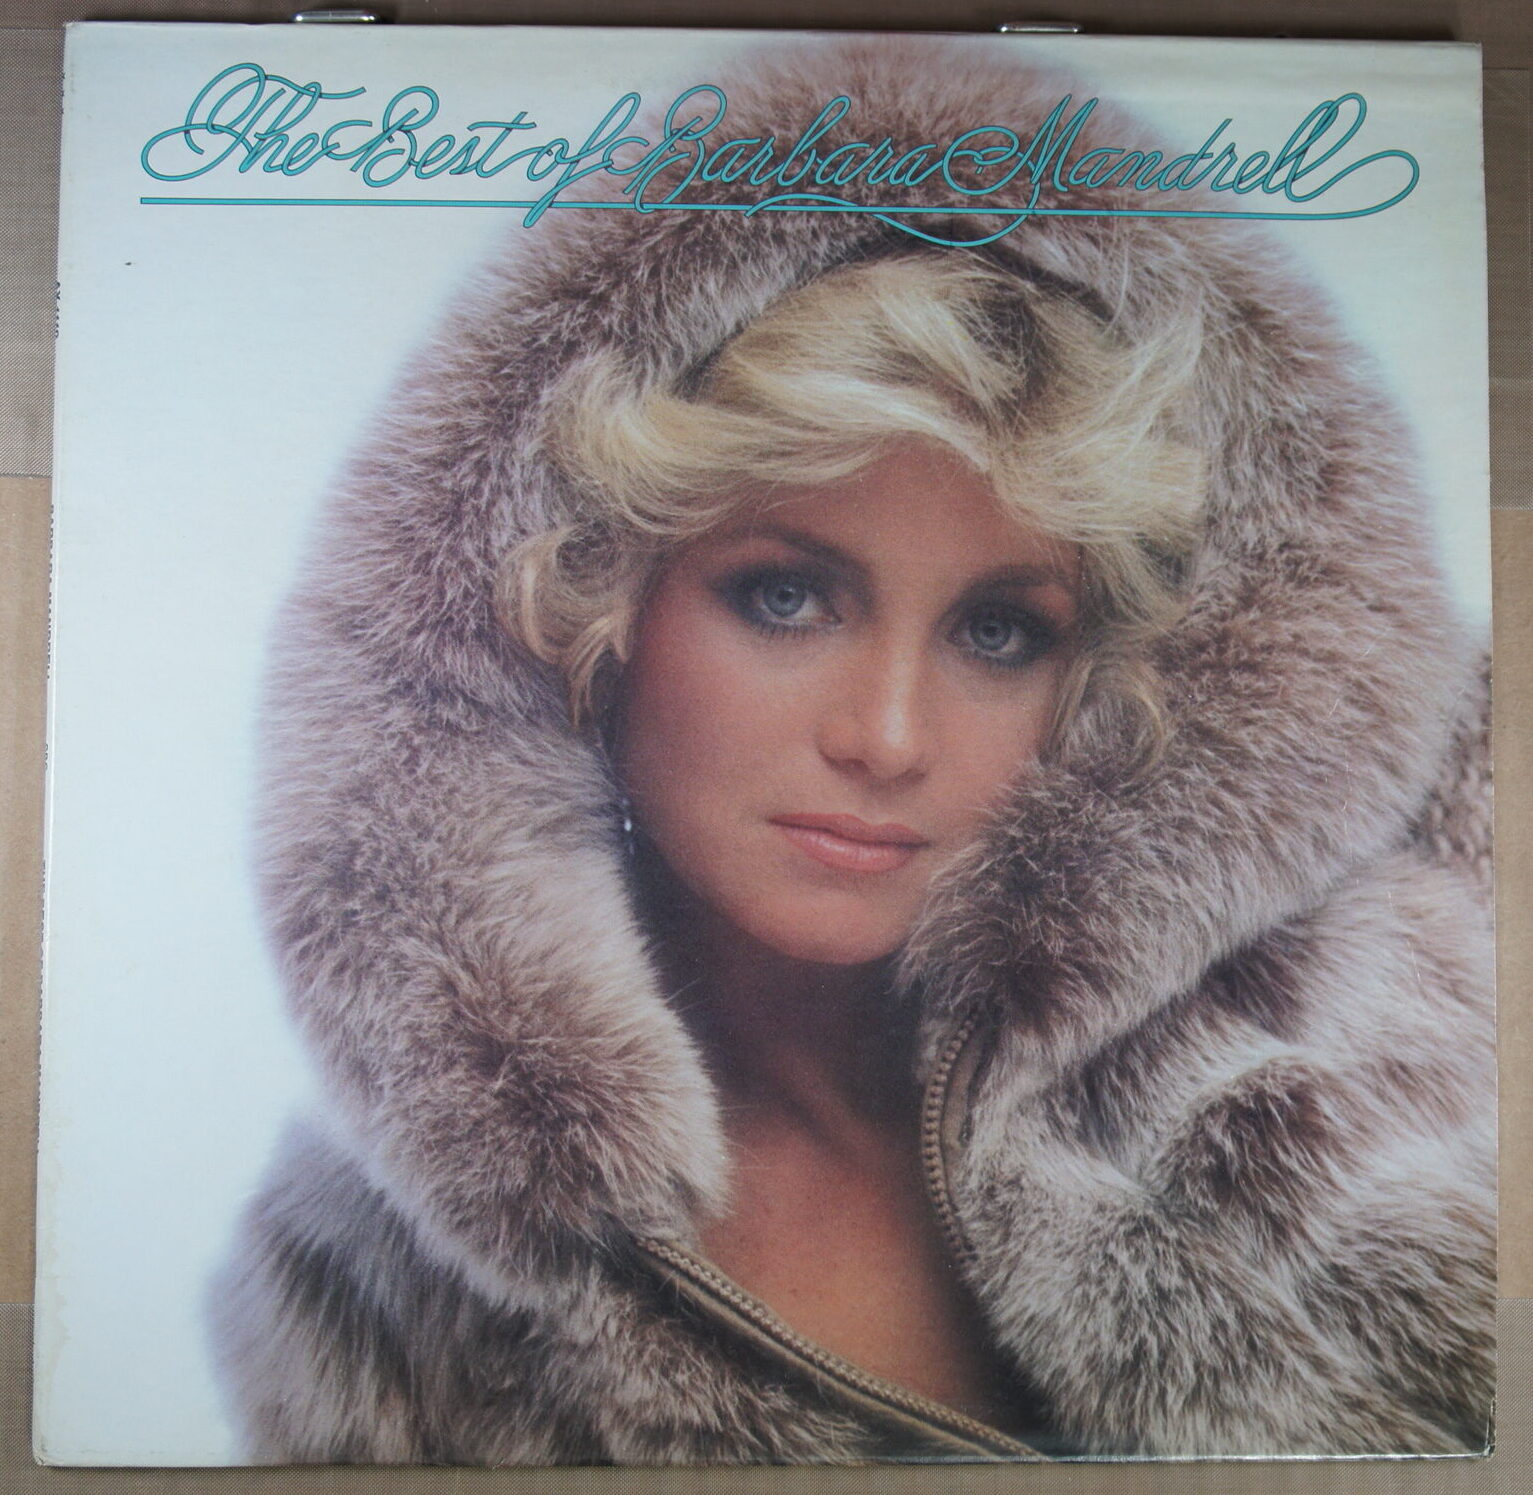 The Best of Barbara Mandrell